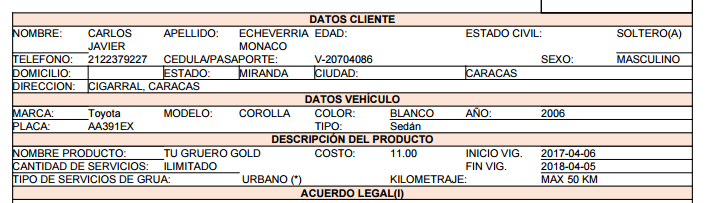 DATOS CLIENTE
NOMBRE: CARLOS JAVIER APELLIDO: ECHEVERRIA MONACO EDAD: ESTADO CIVIL: SOLTERO(A)
TELEFONO: 2122379227 CEDULA/PASAPORTE: V-20704086 SEXO: MASCULINO
DOMICILIO: ESTADO: MIRANDA CIUDAD: CARACAS
DIRECCION: CIGARRAL, CARACAS
DATOS VEHÍCULO
MARCA: Toyota MODELO: COROLLA COLOR: BLANCO AÑO: 2006
PLACA: AA391EX TIPO: Sedán
DESCRIPCIÓN DEL PRODUCTO
NOMBRE PRODUCTO: TU GRUERO GOLD COSTO: 11.00 INICIO VIG. 2017-04-06
CANTIDAD DE SERVICIOS: ILIMITADO FIN VIG. 2018-04-05
TIPO DE SERVICIOS DE GRUA: URBANO (*) KILOMETRAJE: MAX 50 KM
ACUERDO LEGAL(I)